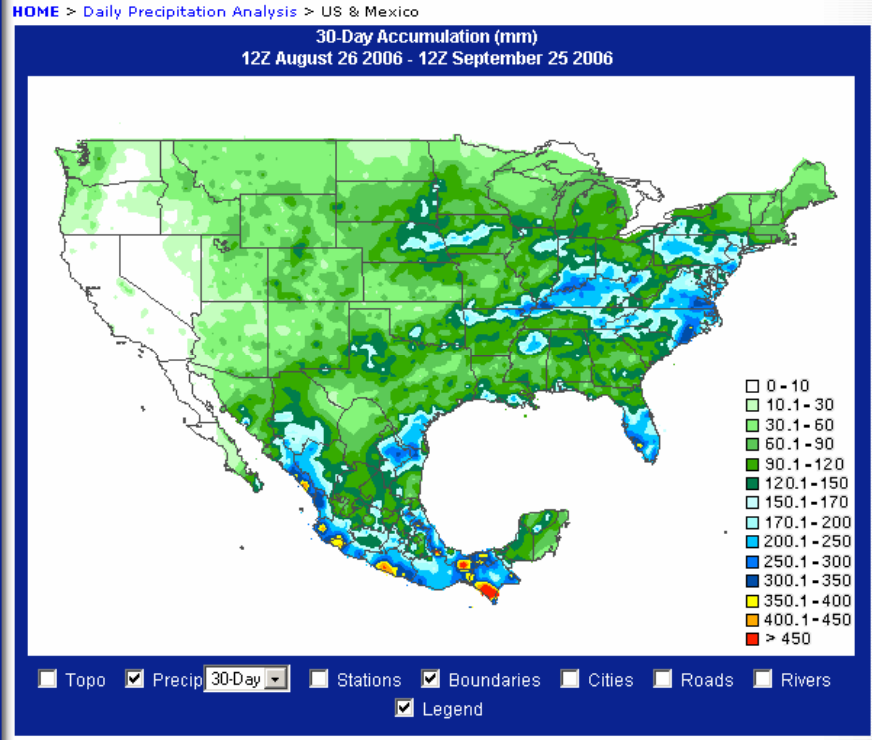 HOME > Daily Precipitation Analysis > US & Mexico
30-Day Accumulation (mm)
12Z August 26 2006 - 12Z September 25 2006
0 - 10
10.1 - 30
30.1 - 60
60.1 - 90
90.1 - 120
120.1 - 150
150.1 - 170
170.1 - 200
200.1 - 250
250.1 - 300
300.1 - 350
350.1 - 400
400.1 - 450
> 450
Topo Precip 30-Day Stations Boundaries Cities Roads Rivers
Legend